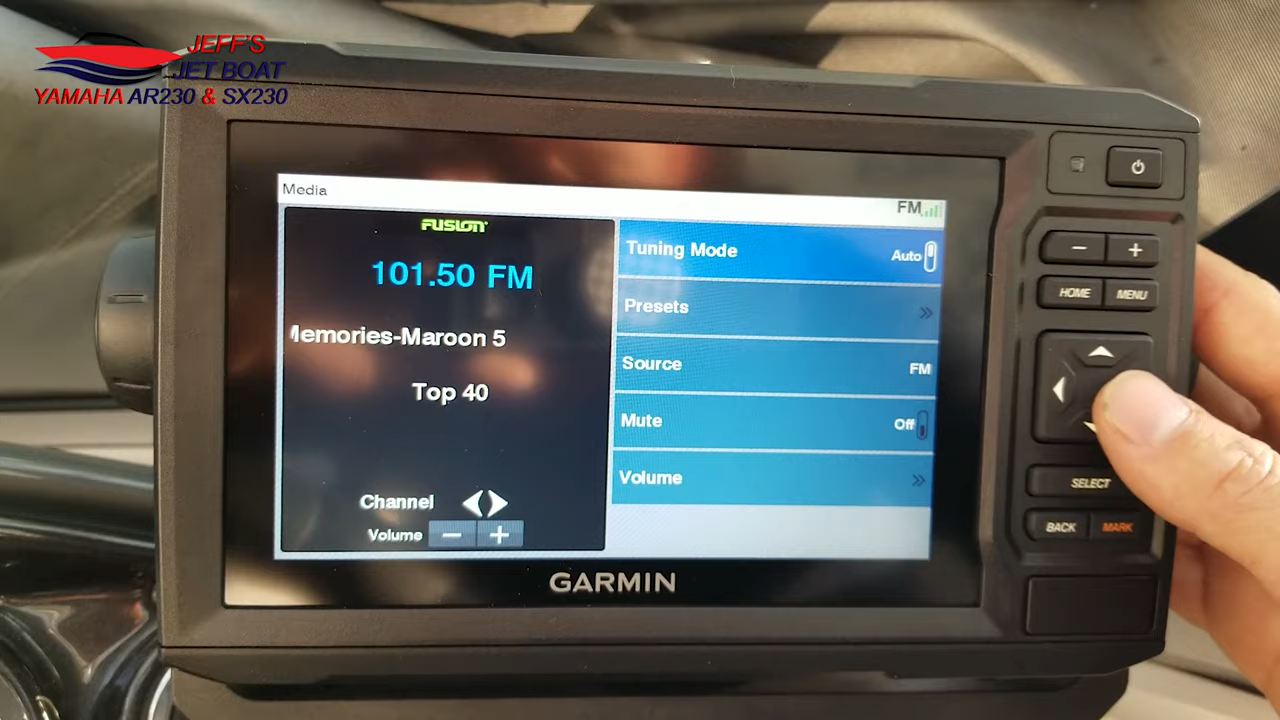 JEFF'S
JET BOAT
YAMAHA AR230 & SX230
Media
FM
FUSION
101.50 FM
Memories-Maroon 5
Top 40
Channel
Volume
Tuning Mode Auto
Presets
Source FM
Mute Off
Volume
GARMIN
HOME MENU
SELECT
BACK MARK